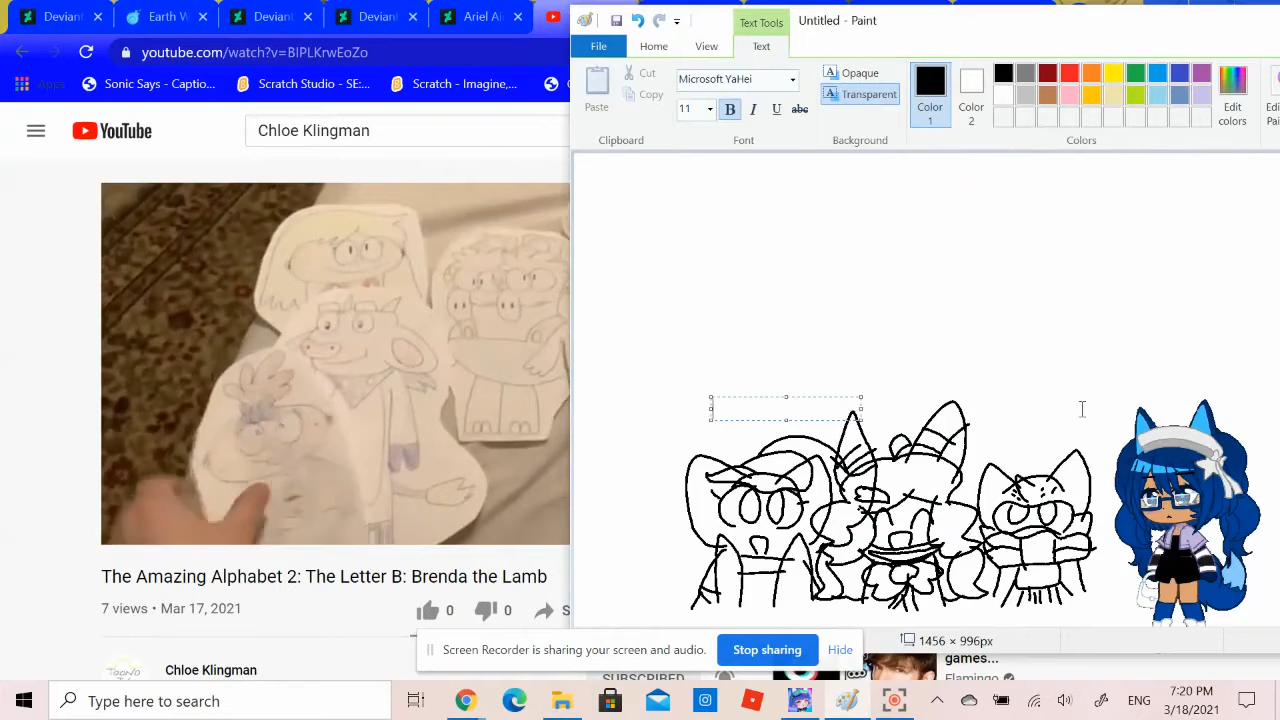 Deviant
Earth W
Deviant
Deviant
Ariel Ai
Untitled - Paint
Text Tools
File
Home
View
Text
youtube.com/watch?v=BIPLKrwEoZo
Apps
Sonic Says - Captio...
Scratch Studio - SE:...
Scratch - Imagine,...
Paste
Cut
Copy
Clipboard
Microsoft YaHei
11
B I U abc
Font
Opaque
Transparent
Background
Color
1
Color
2
Edit
colors
Colors
YouTube
Chloe Klingman
The Amazing Alphabet 2: The Letter B: Brenda the Lamb
7 views • Mar 17, 2021
0
0
S
1456 × 996px
Screen Recorder is sharing your screen and audio.
Stop sharing
Hide
Chloe Klingman
SUBSCRIBED
games...
Flamingo
Type here to search
ENG
7:20 PM
3/18/2021